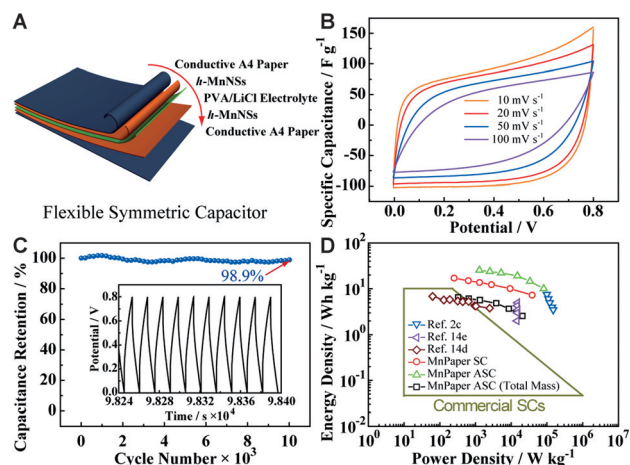 A
Conductive A4 Paper
h-MnNSs
PVA/LiCl Electrolyte
h-MnNSs
Conductive A4 Paper
Flexible Symmetric Capacitor
B
Specific Capacitance / F g⁻¹
150
100
50
0
-50
-100
10 mV s⁻¹
20 mV s⁻¹
50 mV s⁻¹
100 mV s⁻¹
0.0 0.2 0.4 0.6 0.8
Potential / V
C
Capacitance Retention / %
125
100
75
50
25
0
98.9%
Potential / V
0.8
0.6
0.4
0.2
0.0
9.824 9.828 9.832 9.836 9.840
Time / s ×10⁴
0 2 4 6 8 10
Cycle Number × 10³
D
Energy Density / Wh kg⁻¹
10²
10¹
10⁰
10⁻¹
10⁻²
Ref. 2c
Ref. 14e
Ref. 14d
MnPaper SC
MnPaper ASC
MnPaper ASC (Total Mass)
Commercial SCs
10⁰ 10¹ 10² 10³ 10⁴ 10⁵ 10⁶ 10⁷
Power Density / W kg⁻¹